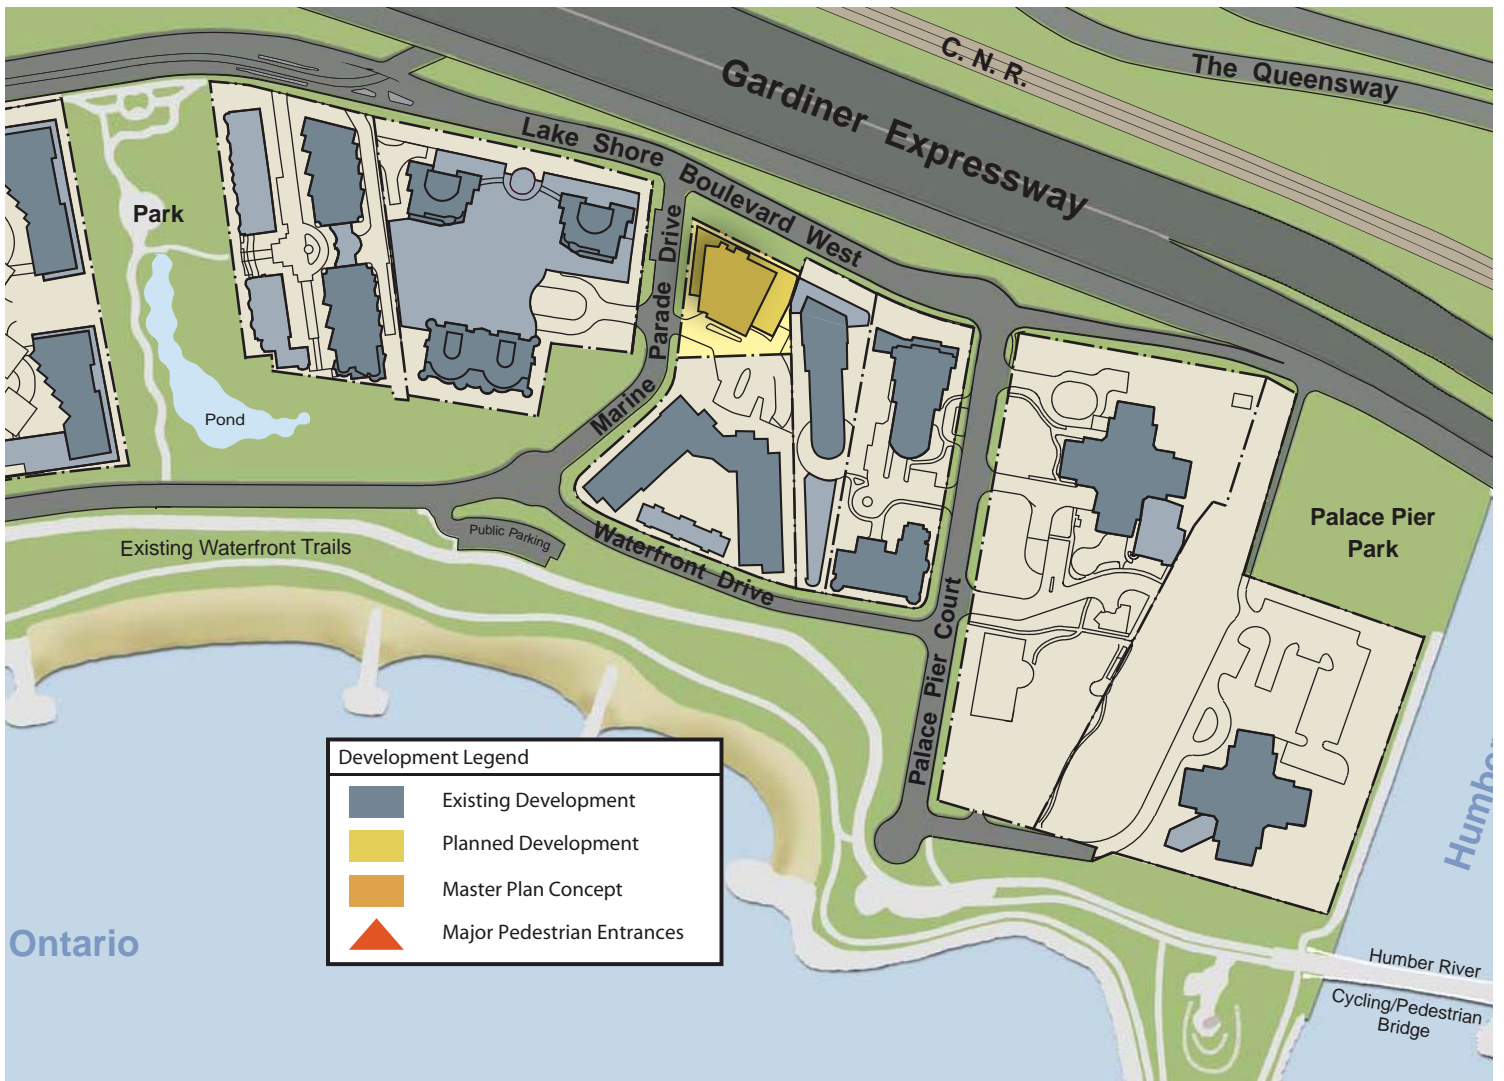 The Queensway
C. N. R.
Gardiner Expressway
Lake Shore Boulevard West
Park
Marine Parade Drive
Pond
Palace Pier
Park
Public Parking
Existing Waterfront Trails
Waterfront Drive
Palace Pier Court
Development Legend
Existing Development
Planned Development
Master Plan Concept
Major Pedestrian Entrances
Ontario
Humber
Humber River
Cycling/Pedestrian
Bridge